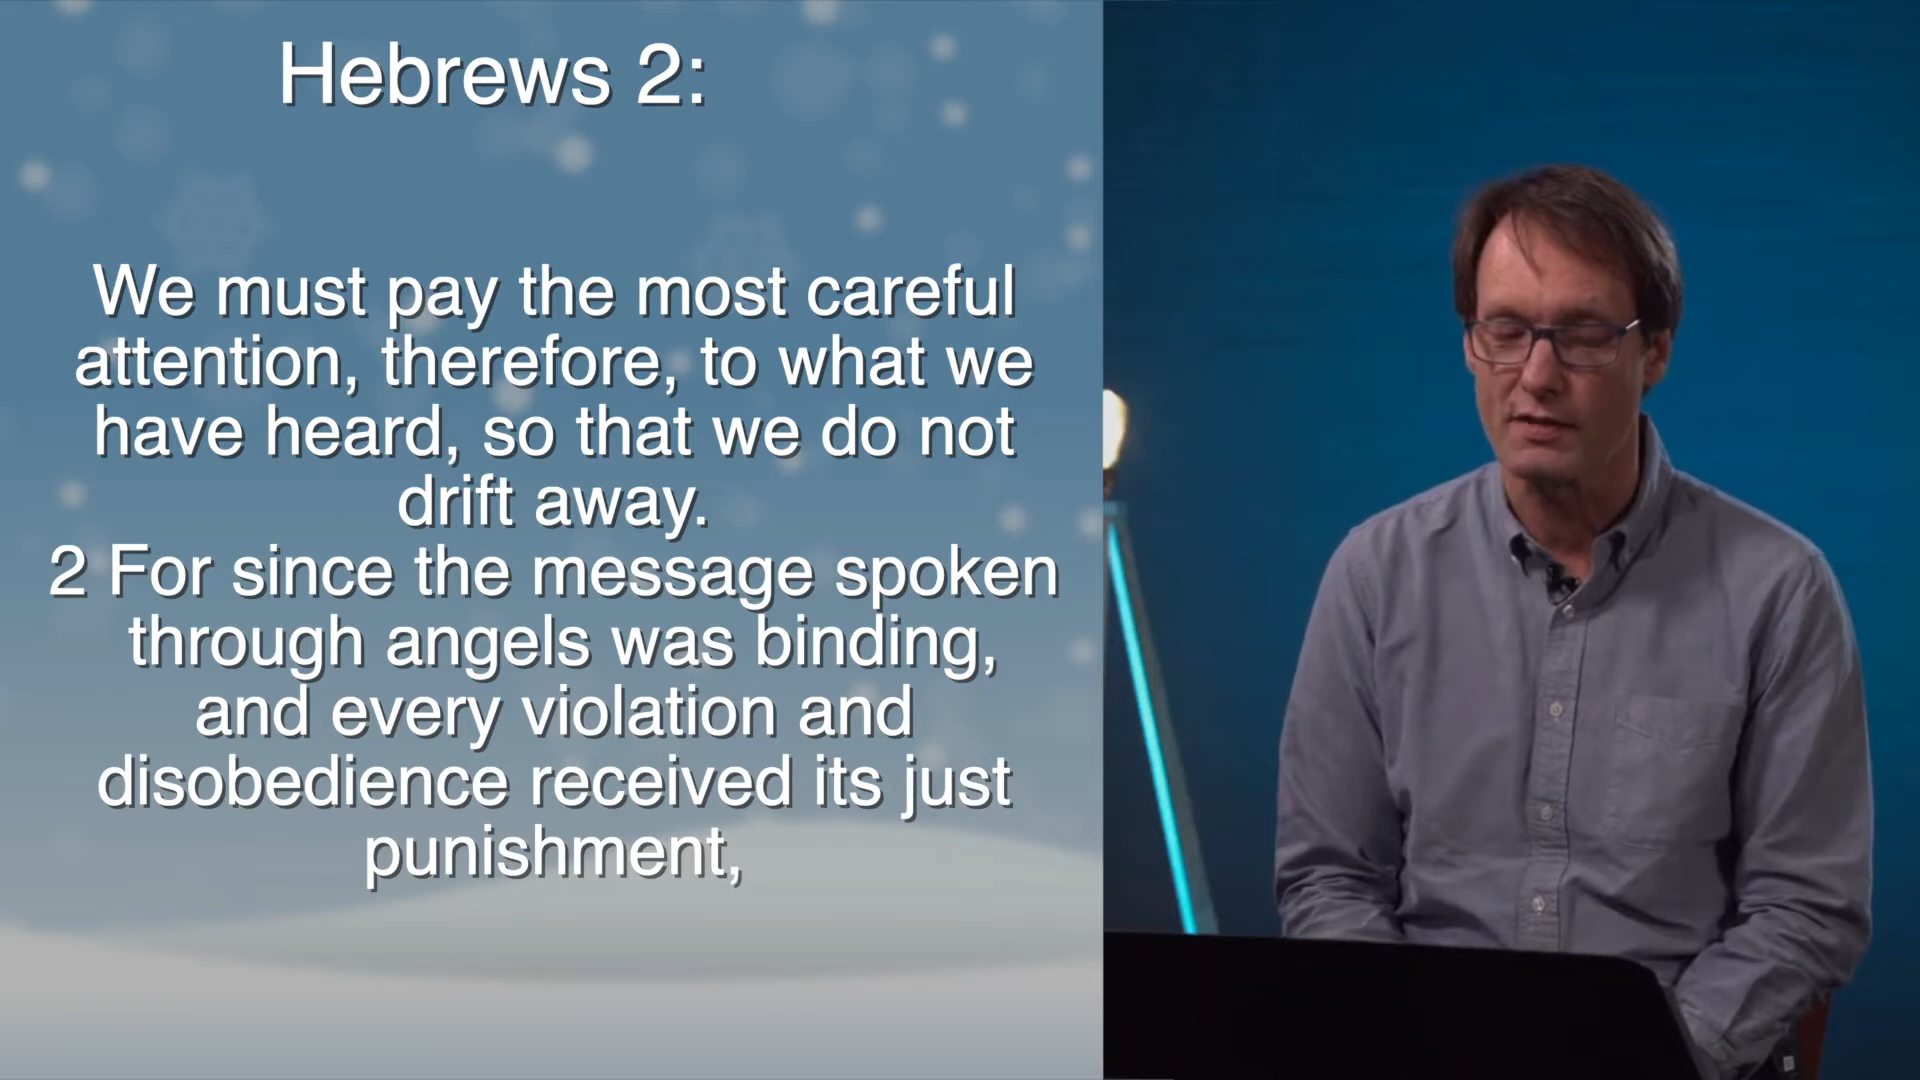 Hebrews 2:
We must pay the most careful
attention, therefore, to what we
have heard, so that we do not
drift away.
2 For since the message spoken
through angels was binding,
and every violation and
disobedience received its just
punishment,